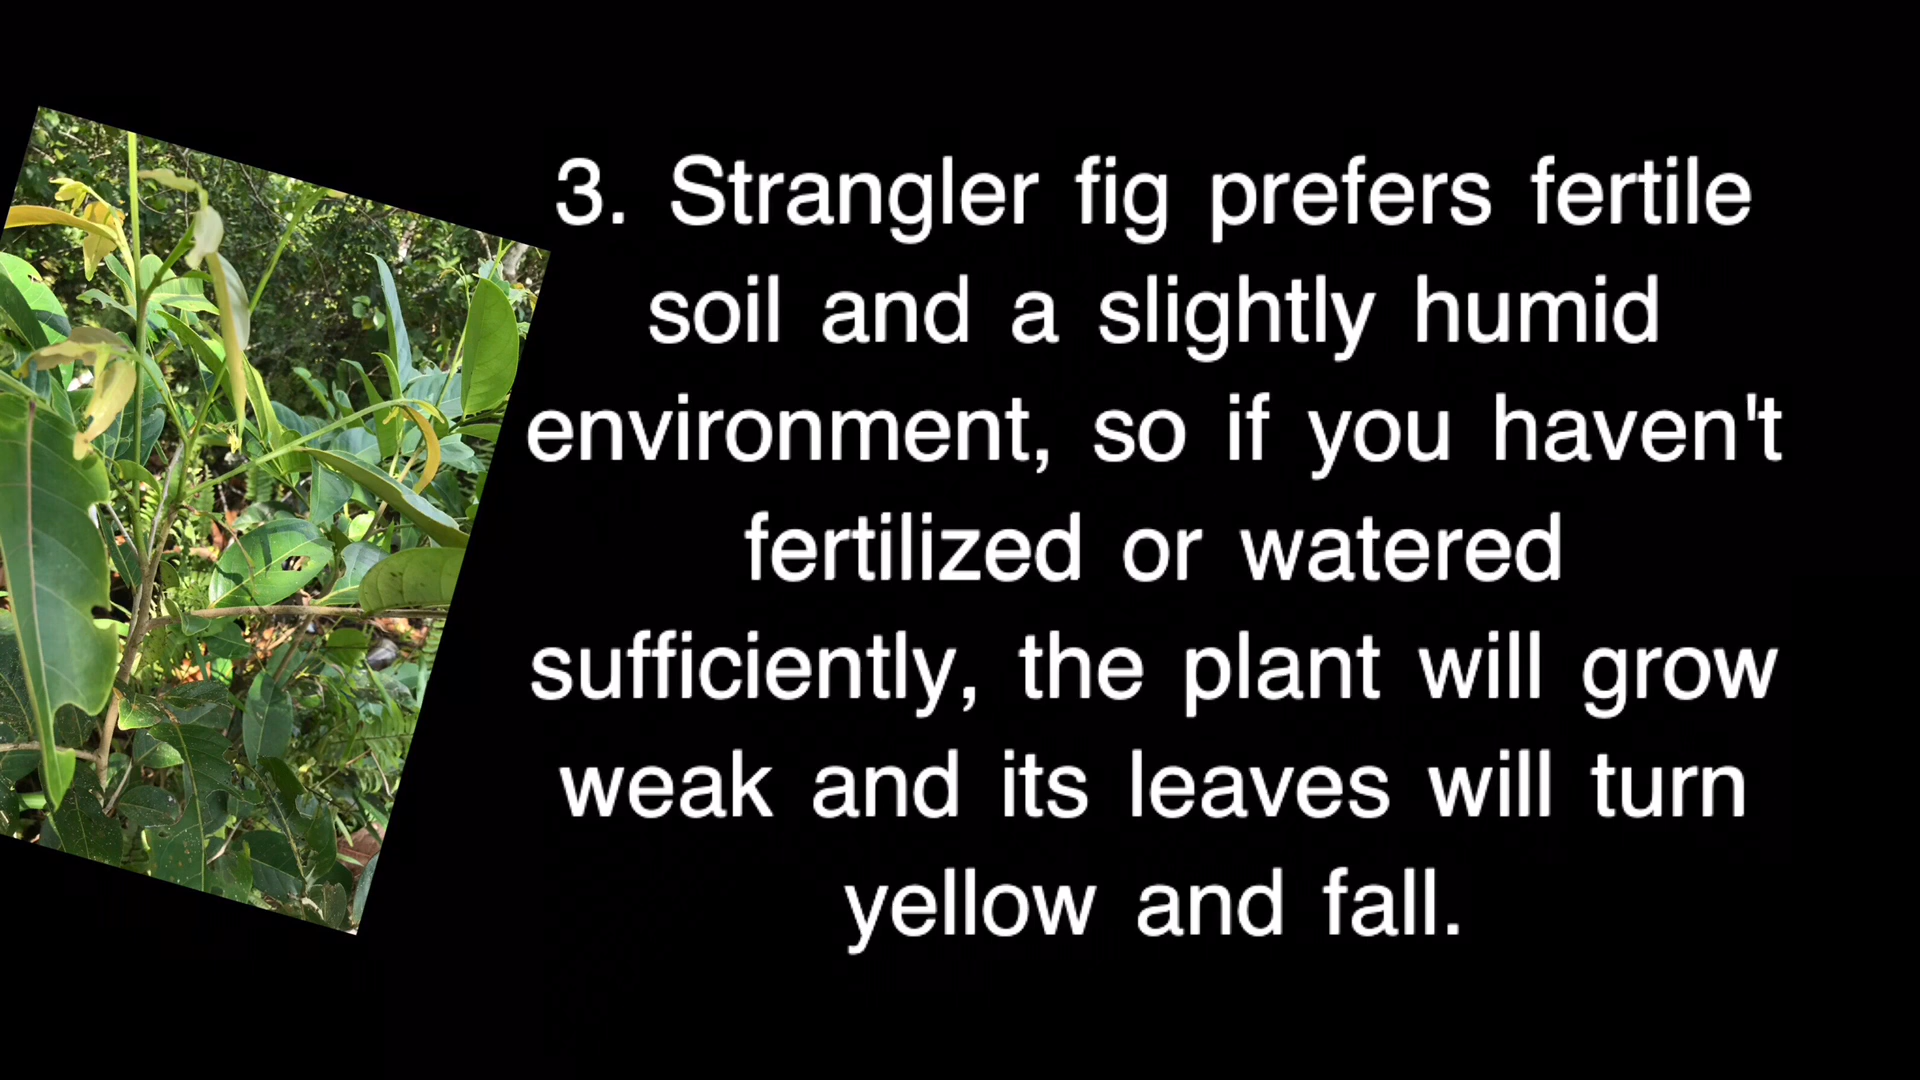 3. Strangler fig prefers fertile
soil and a slightly humid
environment, so if you haven't
fertilized or watered
sufficiently, the plant will grow
weak and its leaves will turn
yellow and fall.